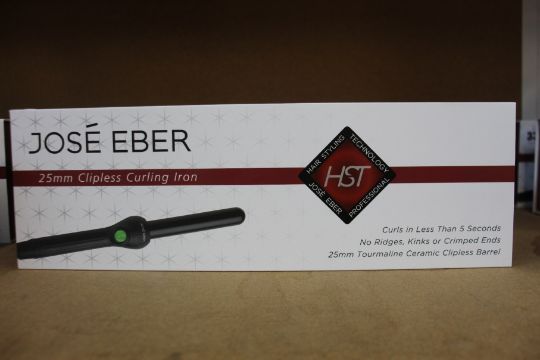 JOSÉ EBER
25mm Clipless Curling Iron
HAIR STYLING TECHNOLOGY
HST
JOSE EBER PROFESSIONAL
Curls in Less Than 5 Seconds
No Ridges, Kinks or Crimped Ends
25mm Tourmaline Ceramic Clipless Barrel